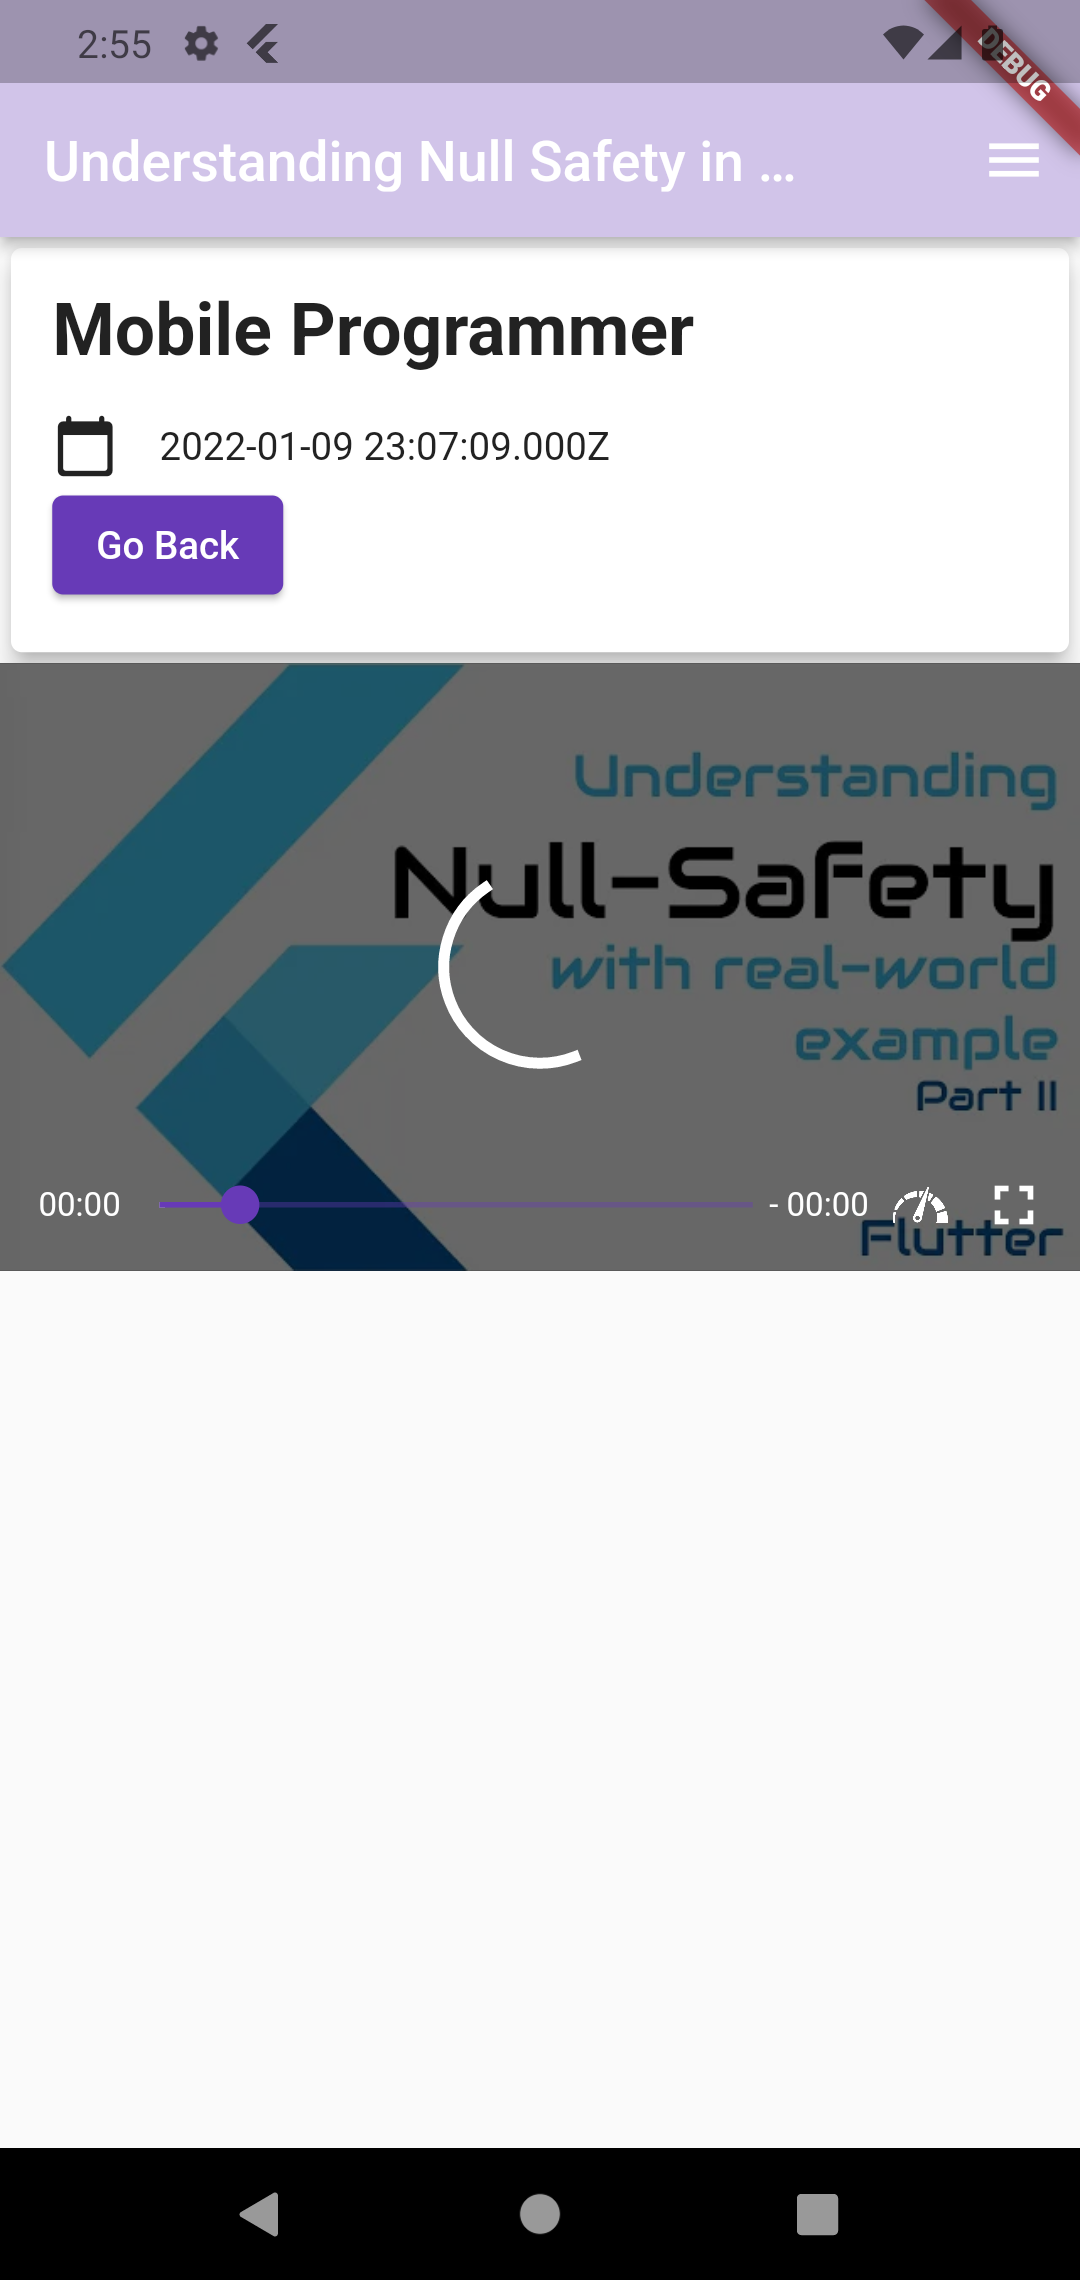 2:55
DEBUG
Understanding Null Safety in ...
Mobile Programmer
2022-01-09 23:07:09.000Z
Go Back
Understanding
Null-Safety
with real-world
example
Part II
00:00
- 00:00
Flutter